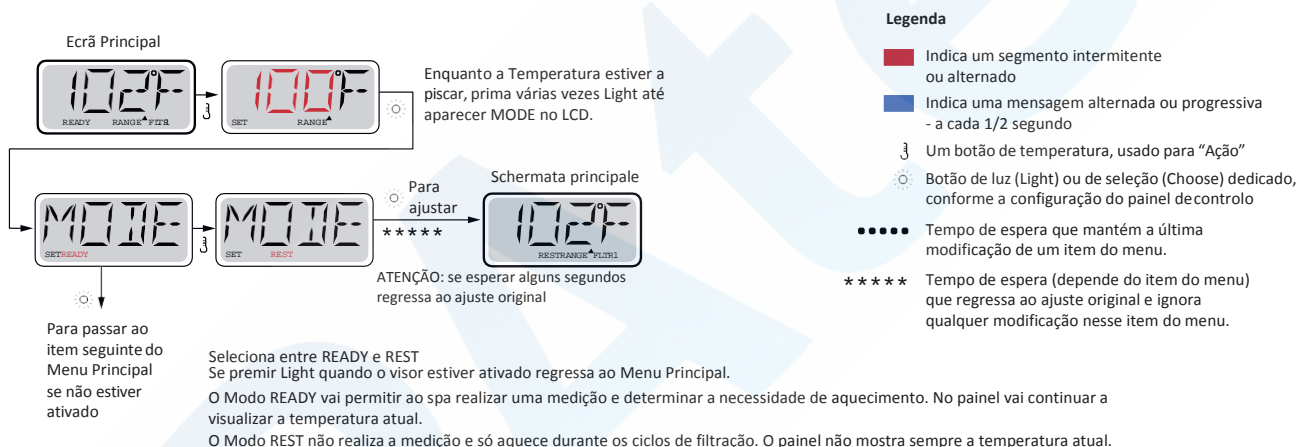 Ecrã Principal
102°F
READY RANGE FLTR1
100°F
SET RANGE
Enquanto a Temperatura estiver a
piscar, prima várias vezes Light até
aparecer MODE no LCD.
MODE
SETREADY
MODE
SET REST
Para
ajustar
*****
ATENÇÃO: se esperar alguns segundos
regressa ao ajuste original
Schermata principale
102°F
RESTRANGE FLTR1
Para passar ao
item seguinte do
Menu Principal
se não estiver
ativado
Seleciona entre READY e REST
Se premir Light quando o visor estiver ativado regressa ao Menu Principal.
O Modo READY vai permitir ao spa realizar uma medição e determinar a necessidade de aquecimento. No painel vai continuar a
visualizar a temperatura atual.
O Modo REST não realiza a medição e só aquece durante os ciclos de filtração. O painel não mostra sempre a temperatura atual.
Legenda
Indica um segmento intermitente
ou alternado
Indica uma mensagem alternada ou progressiva
- a cada 1/2 segundo
Um botão de temperatura, usado para “Ação”
Botão de luz (Light) ou de seleção (Choose) dedicado,
conforme a configuração do painel decontrolo
Tempo de espera que mantém a última
modificação de um item do menu.
***** Tempo de espera (depende do item do menu)
que regressa ao ajuste original e ignora
qualquer modificação nesse item do menu.